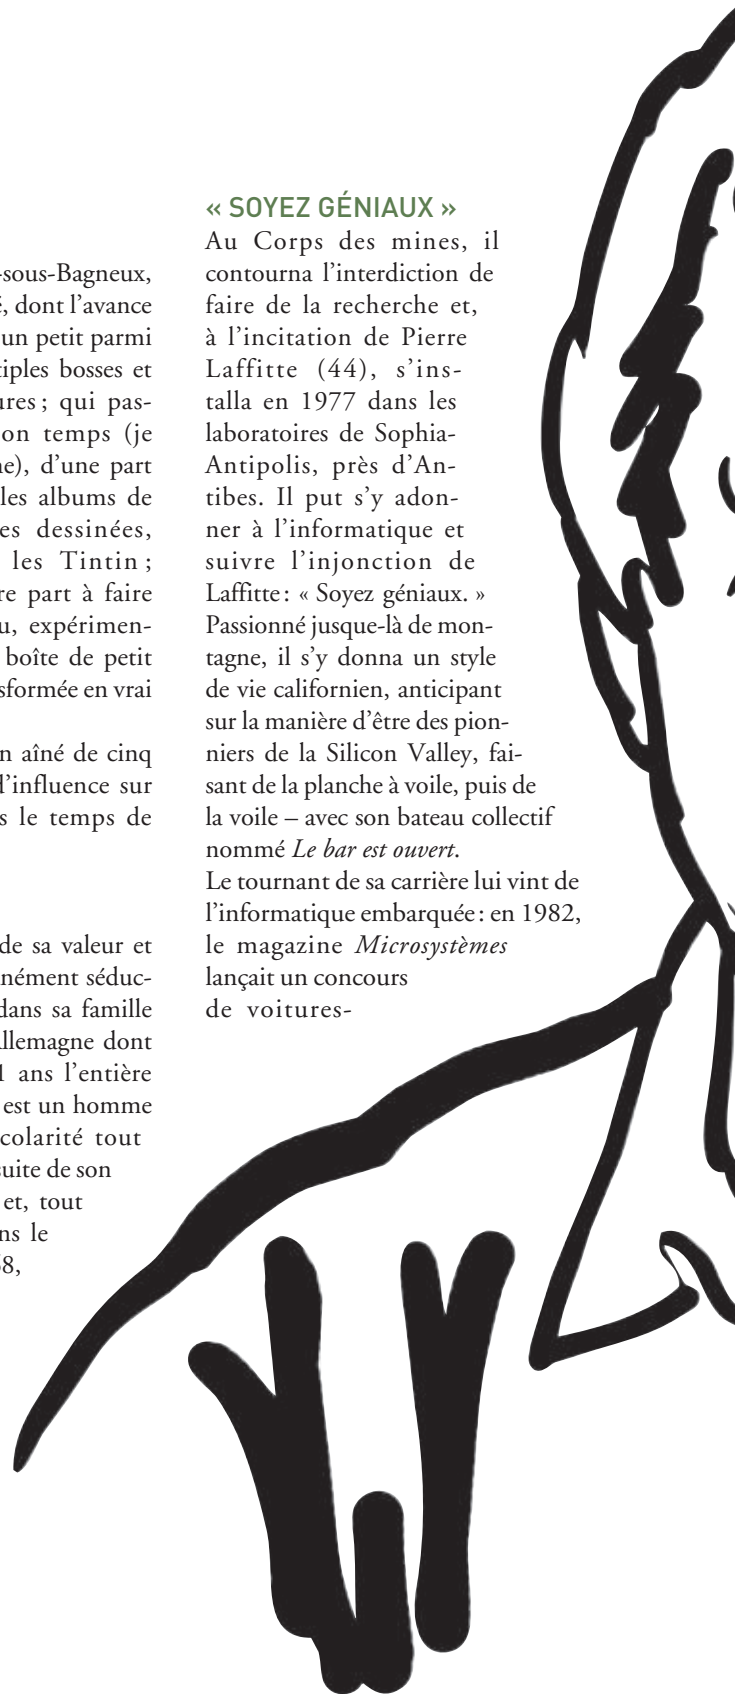 -sous-Bagneux,
, dont l’avance
un petit parmi
tiples bosses et
ures ; qui pas-
on temps (je
ne), d’une part
les albums de
es dessinées,
les Tintin ;
re part à faire
u, expérimen-
boîte de petit
sformée en vrai
n aîné de cinq
d’influence sur
s le temps de
de sa valeur et
nément séduc-
dans sa famille
Allemagne dont
1 ans l’entière
est un homme
colarité tout
suite de son
et, tout
ns le
8,
« SOYEZ GÉNIAUX »
Au Corps des mines, il
contourna l’interdiction de
faire de la recherche et,
à l’incitation de Pierre
Laffitte (44), s’ins-
talla en 1977 dans les
laboratoires de Sophia-
Antipolis, près d’An-
tibes. Il put s’y adon-
ner à l’informatique et
suivre l’injonction de
Laffitte : « Soyez géniaux. »
Passionné jusque-là de mon-
tagne, il s’y donna un style
de vie californien, anticipant
sur la manière d’être des pion-
niers de la Silicon Valley, fai-
sant de la planche à voile, puis de
la voile – avec son bateau collectif
nommé Le bar est ouvert.
Le tournant de sa carrière lui vint de
l’informatique embarquée : en 1982,
le magazine Microsystèmes
lançait un concours
de voitures-